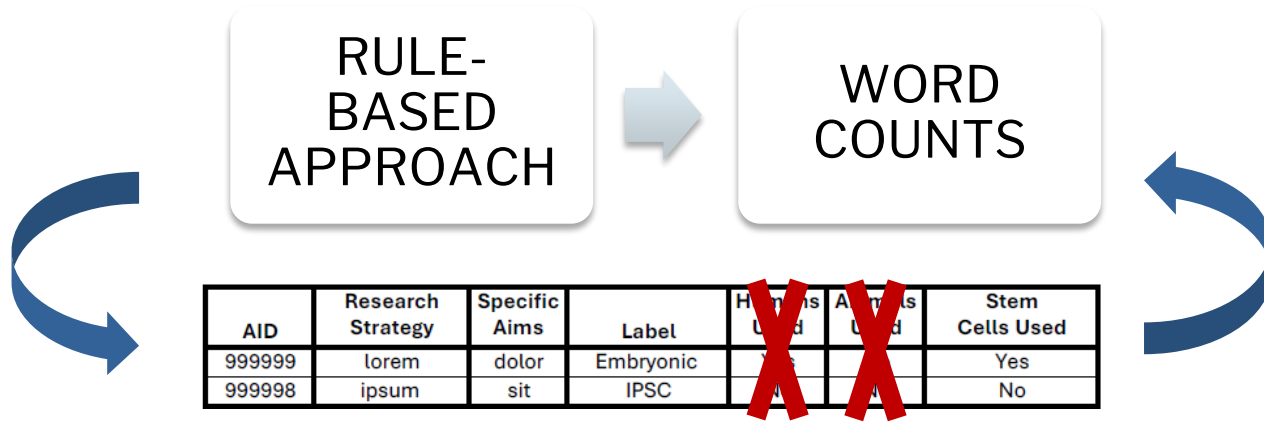 RULE-
BASED
APPROACH
WORD
COUNTS
AID Research Strategy Specific Aims Label Stem Cells Used
999999 lorem dolor Embryonic Yes
999998 ipsum sit IPSC No